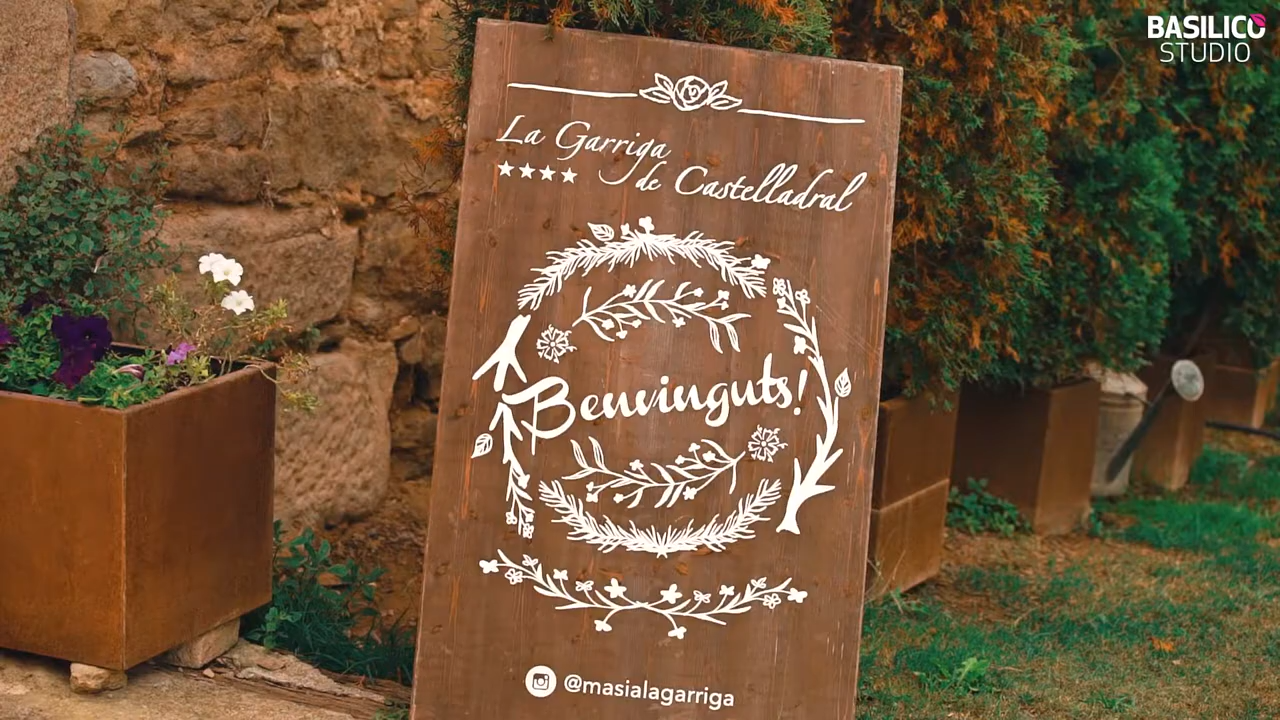 BASILICO
STUDIO
La Garriga
★★★★ de Castelladral
Benvinguts!
@masialagarriga